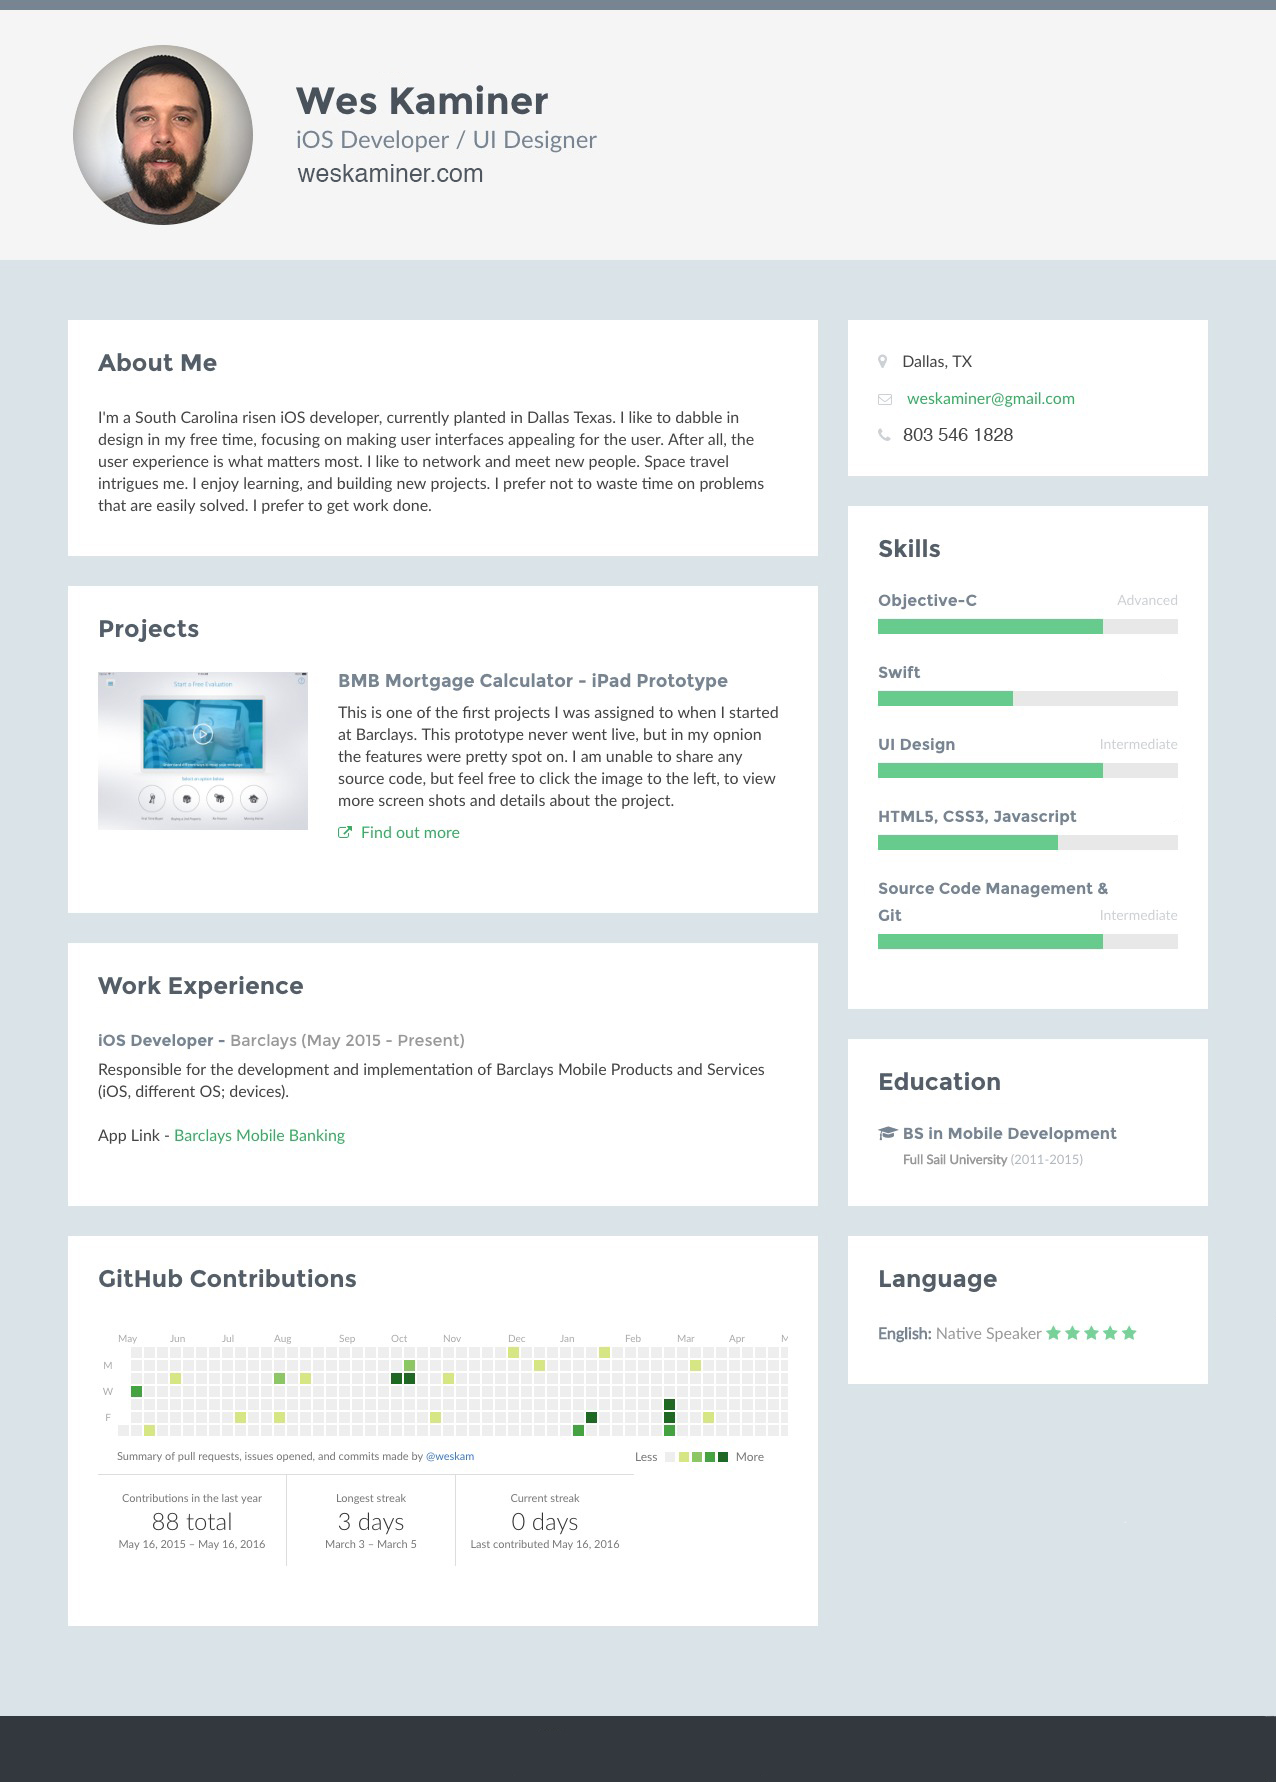 Wes Kaminer
iOS Developer / UI Designer
weskaminer.com
About Me
I'm a South Carolina risen iOS developer, currently planted in Dallas Texas. I like to dabble in
design in my free time, focusing on making user interfaces appealing for the user. After all, the
user experience is what matters most. I like to network and meet new people. Space travel
intrigues me. I enjoy learning, and building new projects. I prefer not to waste time on problems
that are easily solved. I prefer to get work done.
Projects
Start a Free Evaluation
BMB Mortgage Calculator - iPad Prototype
This is one of the first projects I was assigned to when I started
at Barclays. This prototype never went live, but in my opnion
the features were pretty spot on. I am unable to share any
source code, but feel free to click the image to the left, to view
more screen shots and details about the project.
Find out more
Work Experience
iOS Developer - Barclays (May 2015 - Present)
Responsible for the development and implementation of Barclays Mobile Products and Services
(iOS, different OS; devices).
App Link - Barclays Mobile Banking
GitHub Contributions
May Jun Jul Aug Sep Oct Nov Dec Jan Feb Mar Apr
M
W
F
Summary of pull requests, issues opened, and commits made by @weskam
Less More
Contributions in the last year
88 total
May 16, 2015 – May 16, 2016
Longest streak
3 days
March 3 – March 5
Current streak
0 days
Last contributed May 16, 2016
Dallas, TX
weskaminer@gmail.com
803 546 1828
Skills
Objective-C Advanced
Swift
UI Design Intermediate
HTML5, CSS3, Javascript
Source Code Management &
Git Intermediate
Education
BS in Mobile Development
Full Sail University (2011-2015)
Language
English: Native Speaker